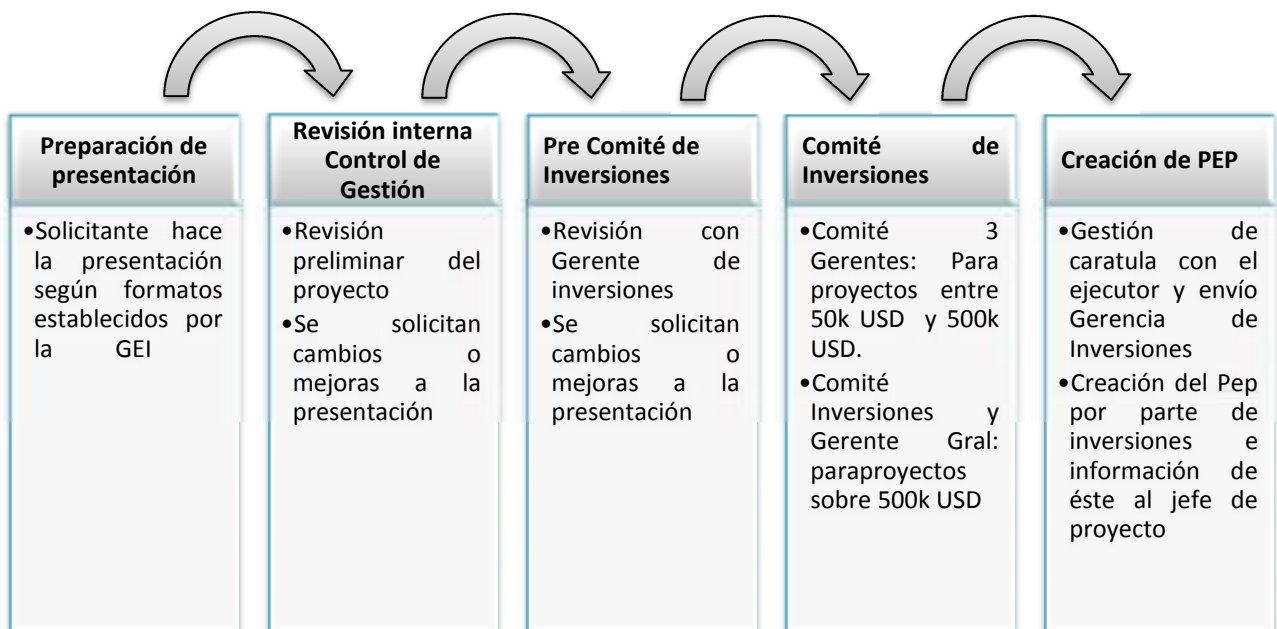 Preparación de
presentación
•Solicitante hace
la presentación
según formatos
establecidos por
la GEI
Revisión interna
Control de
Gestión
•Revisión
preliminar del
proyecto
•Se solicitan
cambios o
mejoras a la
presentación
Pre Comité de
Inversiones
•Revisión con
Gerente de
inversiones
•Se solicitan
cambios o
mejoras a la
presentación
Comité de
Inversiones
•Comité 3
Gerentes: Para
proyectos entre
50k USD y 500k
USD.
•Comité
Inversiones y
Gerente Gral:
paraproyectos
sobre 500k USD
Creación de PEP
•Gestión de
caratula con el
ejecutor y envío
Gerencia de
Inversiones
•Creación del Pep
por parte de
inversiones e
información de
éste al jefe de
proyecto